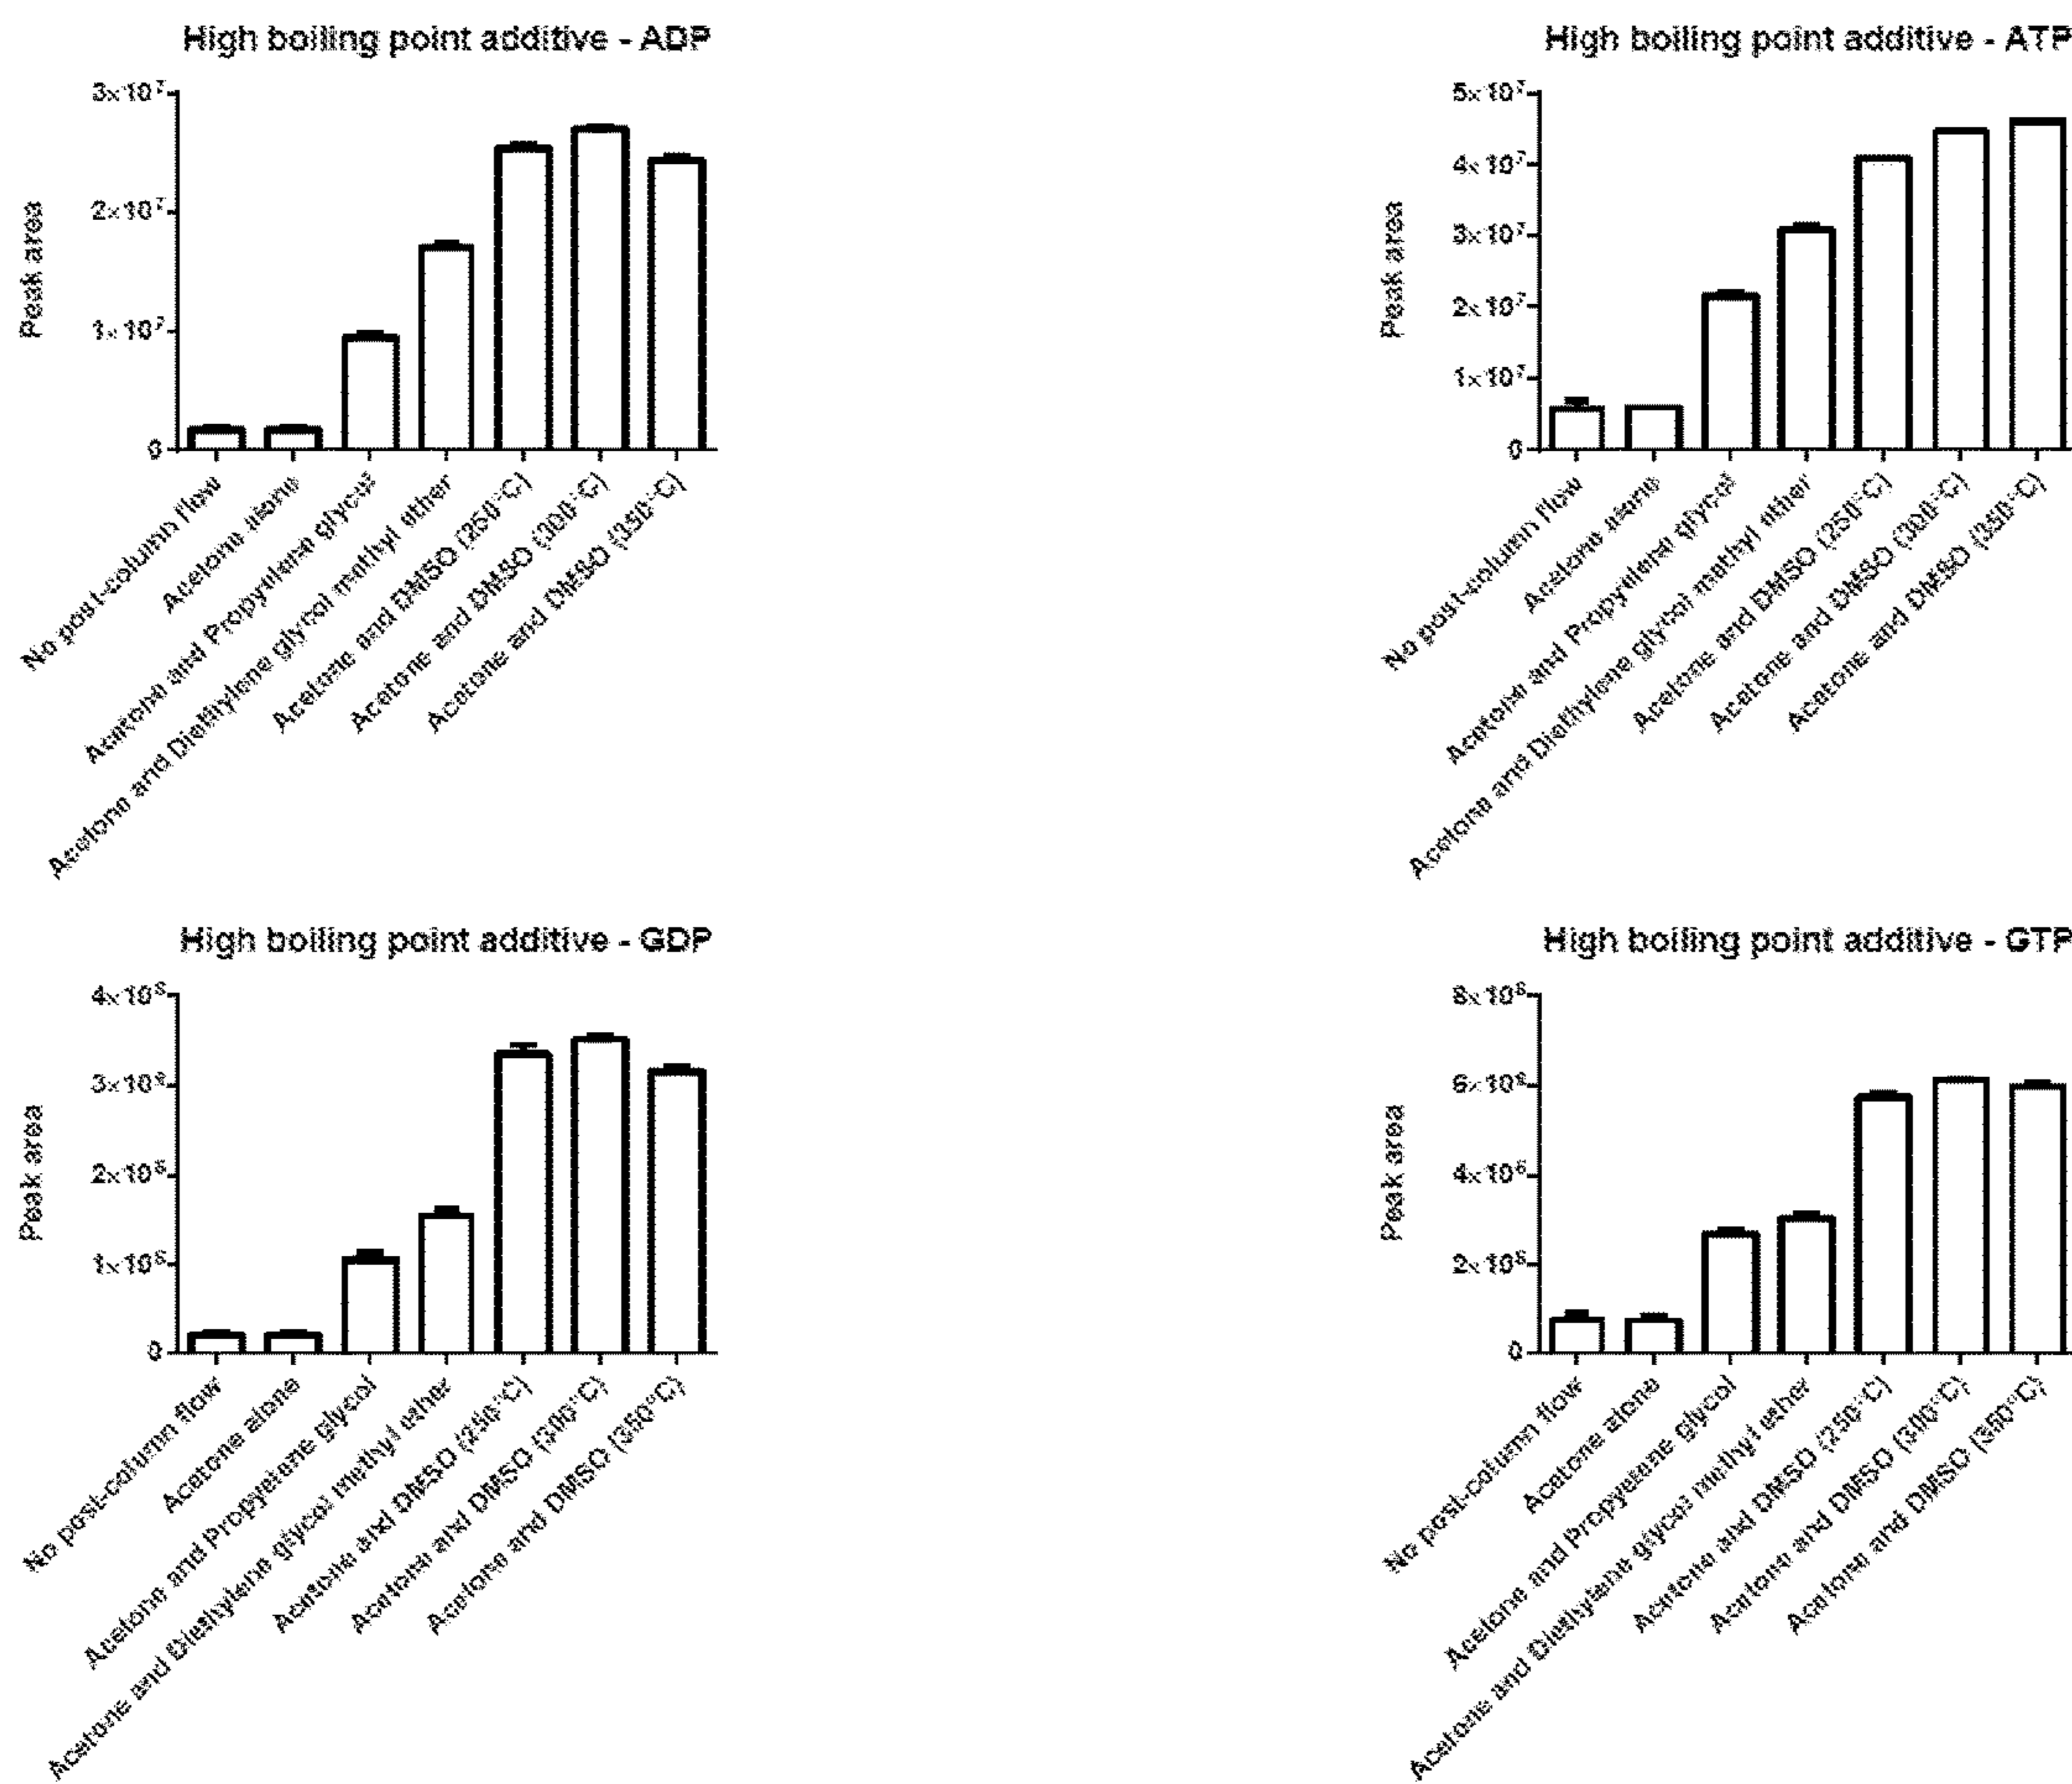 High boiling point additive - ADP
3×10⁷
2×10⁷
1×10⁷
0
Peak area
No post-column flow
Acetone alone
Acetone and Propylene glycol
Acetone and Diethylene glycol methyl ether
Acetone and DMSO (250°C)
Acetone and DMSO (300°C)
Acetone and DMSO (350°C)
High boiling point additive - ATP
5×10⁷
4×10⁷
3×10⁷
2×10⁷
1×10⁷
0
Peak area
No post-column flow
Acetone alone
Acetone and Propylene glycol
Acetone and Diethylene glycol methyl ether
Acetone and DMSO (250°C)
Acetone and DMSO (300°C)
Acetone and DMSO (350°C)
High boiling point additive - GDP
4×10⁶
3×10⁶
2×10⁶
1×10⁶
0
Peak area
No post-column flow
Acetone alone
Acetone and Propylene glycol
Acetone and Diethylene glycol methyl ether
Acetone and DMSO (250°C)
Acetone and DMSO (300°C)
Acetone and DMSO (350°C)
High boiling point additive - GTP
8×10⁶
6×10⁶
4×10⁶
2×10⁶
0
Peak area
No post-column flow
Acetone alone
Acetone and Propylene glycol
Acetone and Diethylene glycol methyl ether
Acetone and DMSO (250°C)
Acetone and DMSO (300°C)
Acetone and DMSO (350°C)